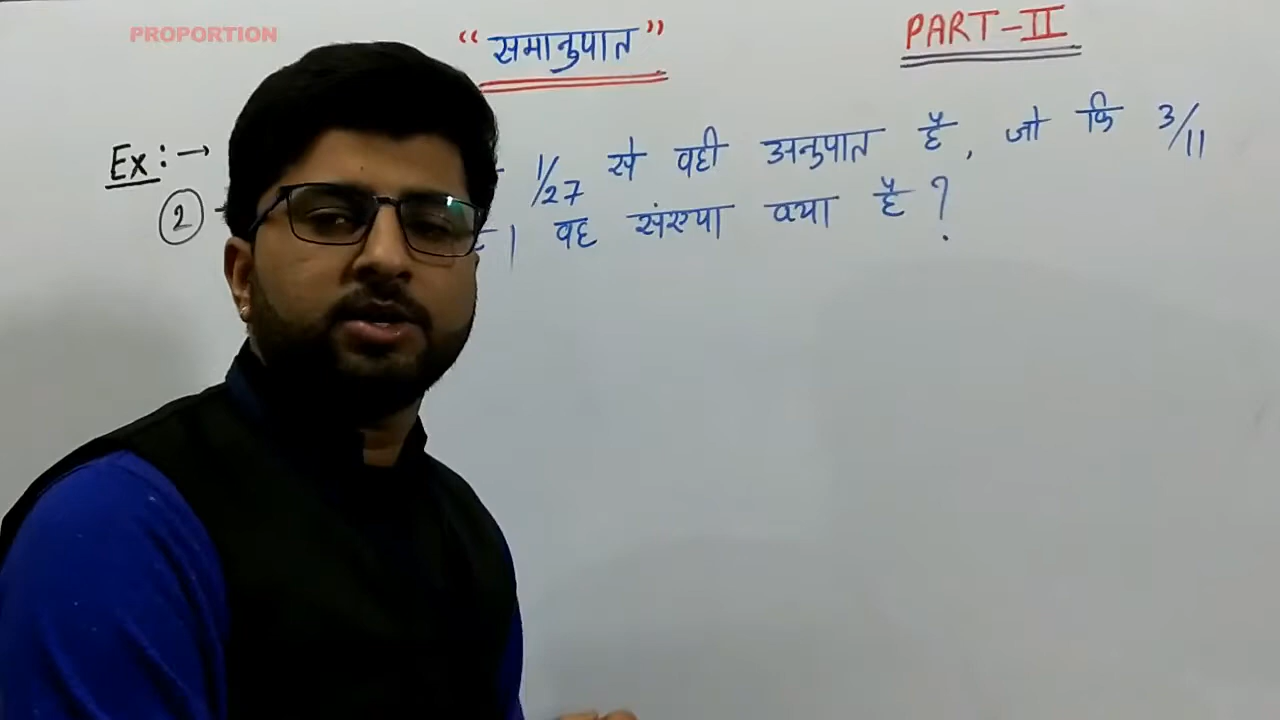 PROPORTION
“समानुपात”
PART-II
Ex:→ 1/27 से वही अनुपात है, जो कि 3/11
② है। वह संख्या क्या है?